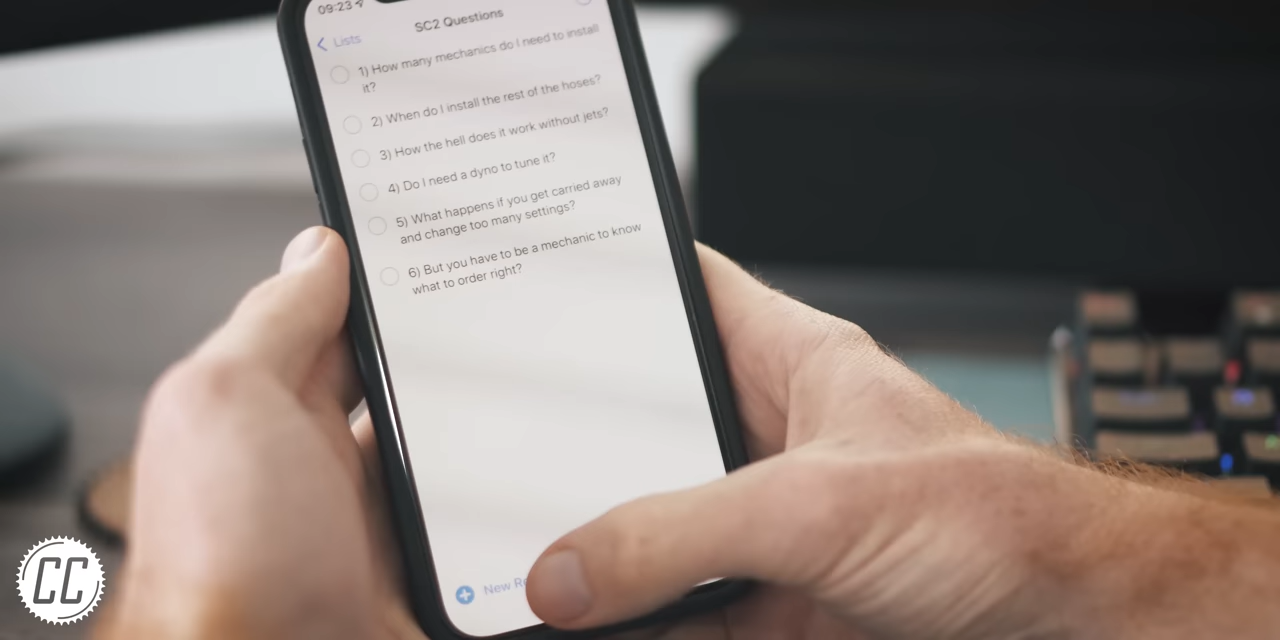 09:23
Lists
SC2 Questions
1) How many mechanics do I need to install
it?
2) When do I install the rest of the hoses?
3) How the hell does it work without jets?
4) Do I need a dyno to tune it?
5) What happens if you get carried away
and change too many settings?
6) But you have to be a mechanic to know
what to order right?
New
CC